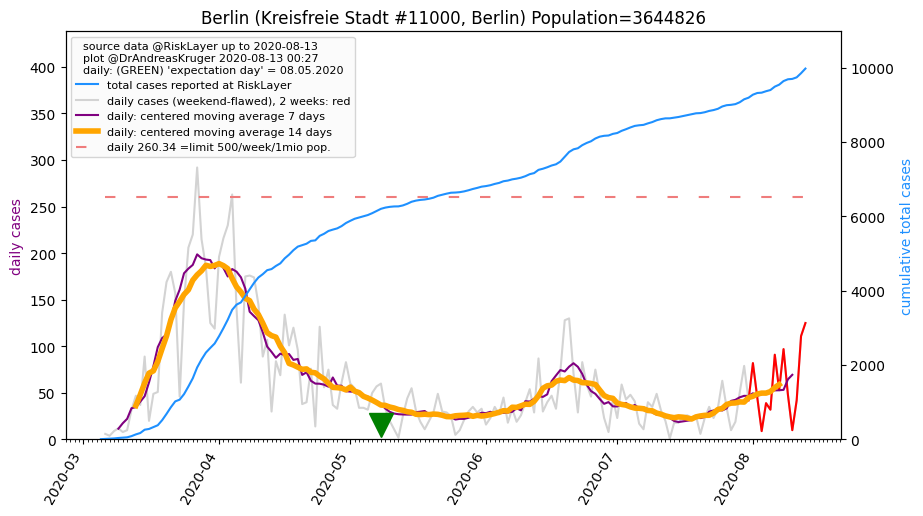 Berlin (Kreisfreie Stadt #11000, Berlin) Population=3644826
source data @RiskLayer up to 2020-08-13
plot @DrAndreasKruger 2020-08-13 00:27
daily: (GREEN) 'expectation day' = 08.05.2020
total cases reported at RiskLayer
daily cases (weekend-flawed), 2 weeks: red
daily: centered moving average 7 days
daily: centered moving average 14 days
daily 260.34 =limit 500/week/1mio pop.
daily cases
400
350
300
250
200
150
100
50
0
cumulative total cases
10000
8000
6000
4000
2000
0
2020-03
2020-04
2020-05
2020-06
2020-07
2020-08